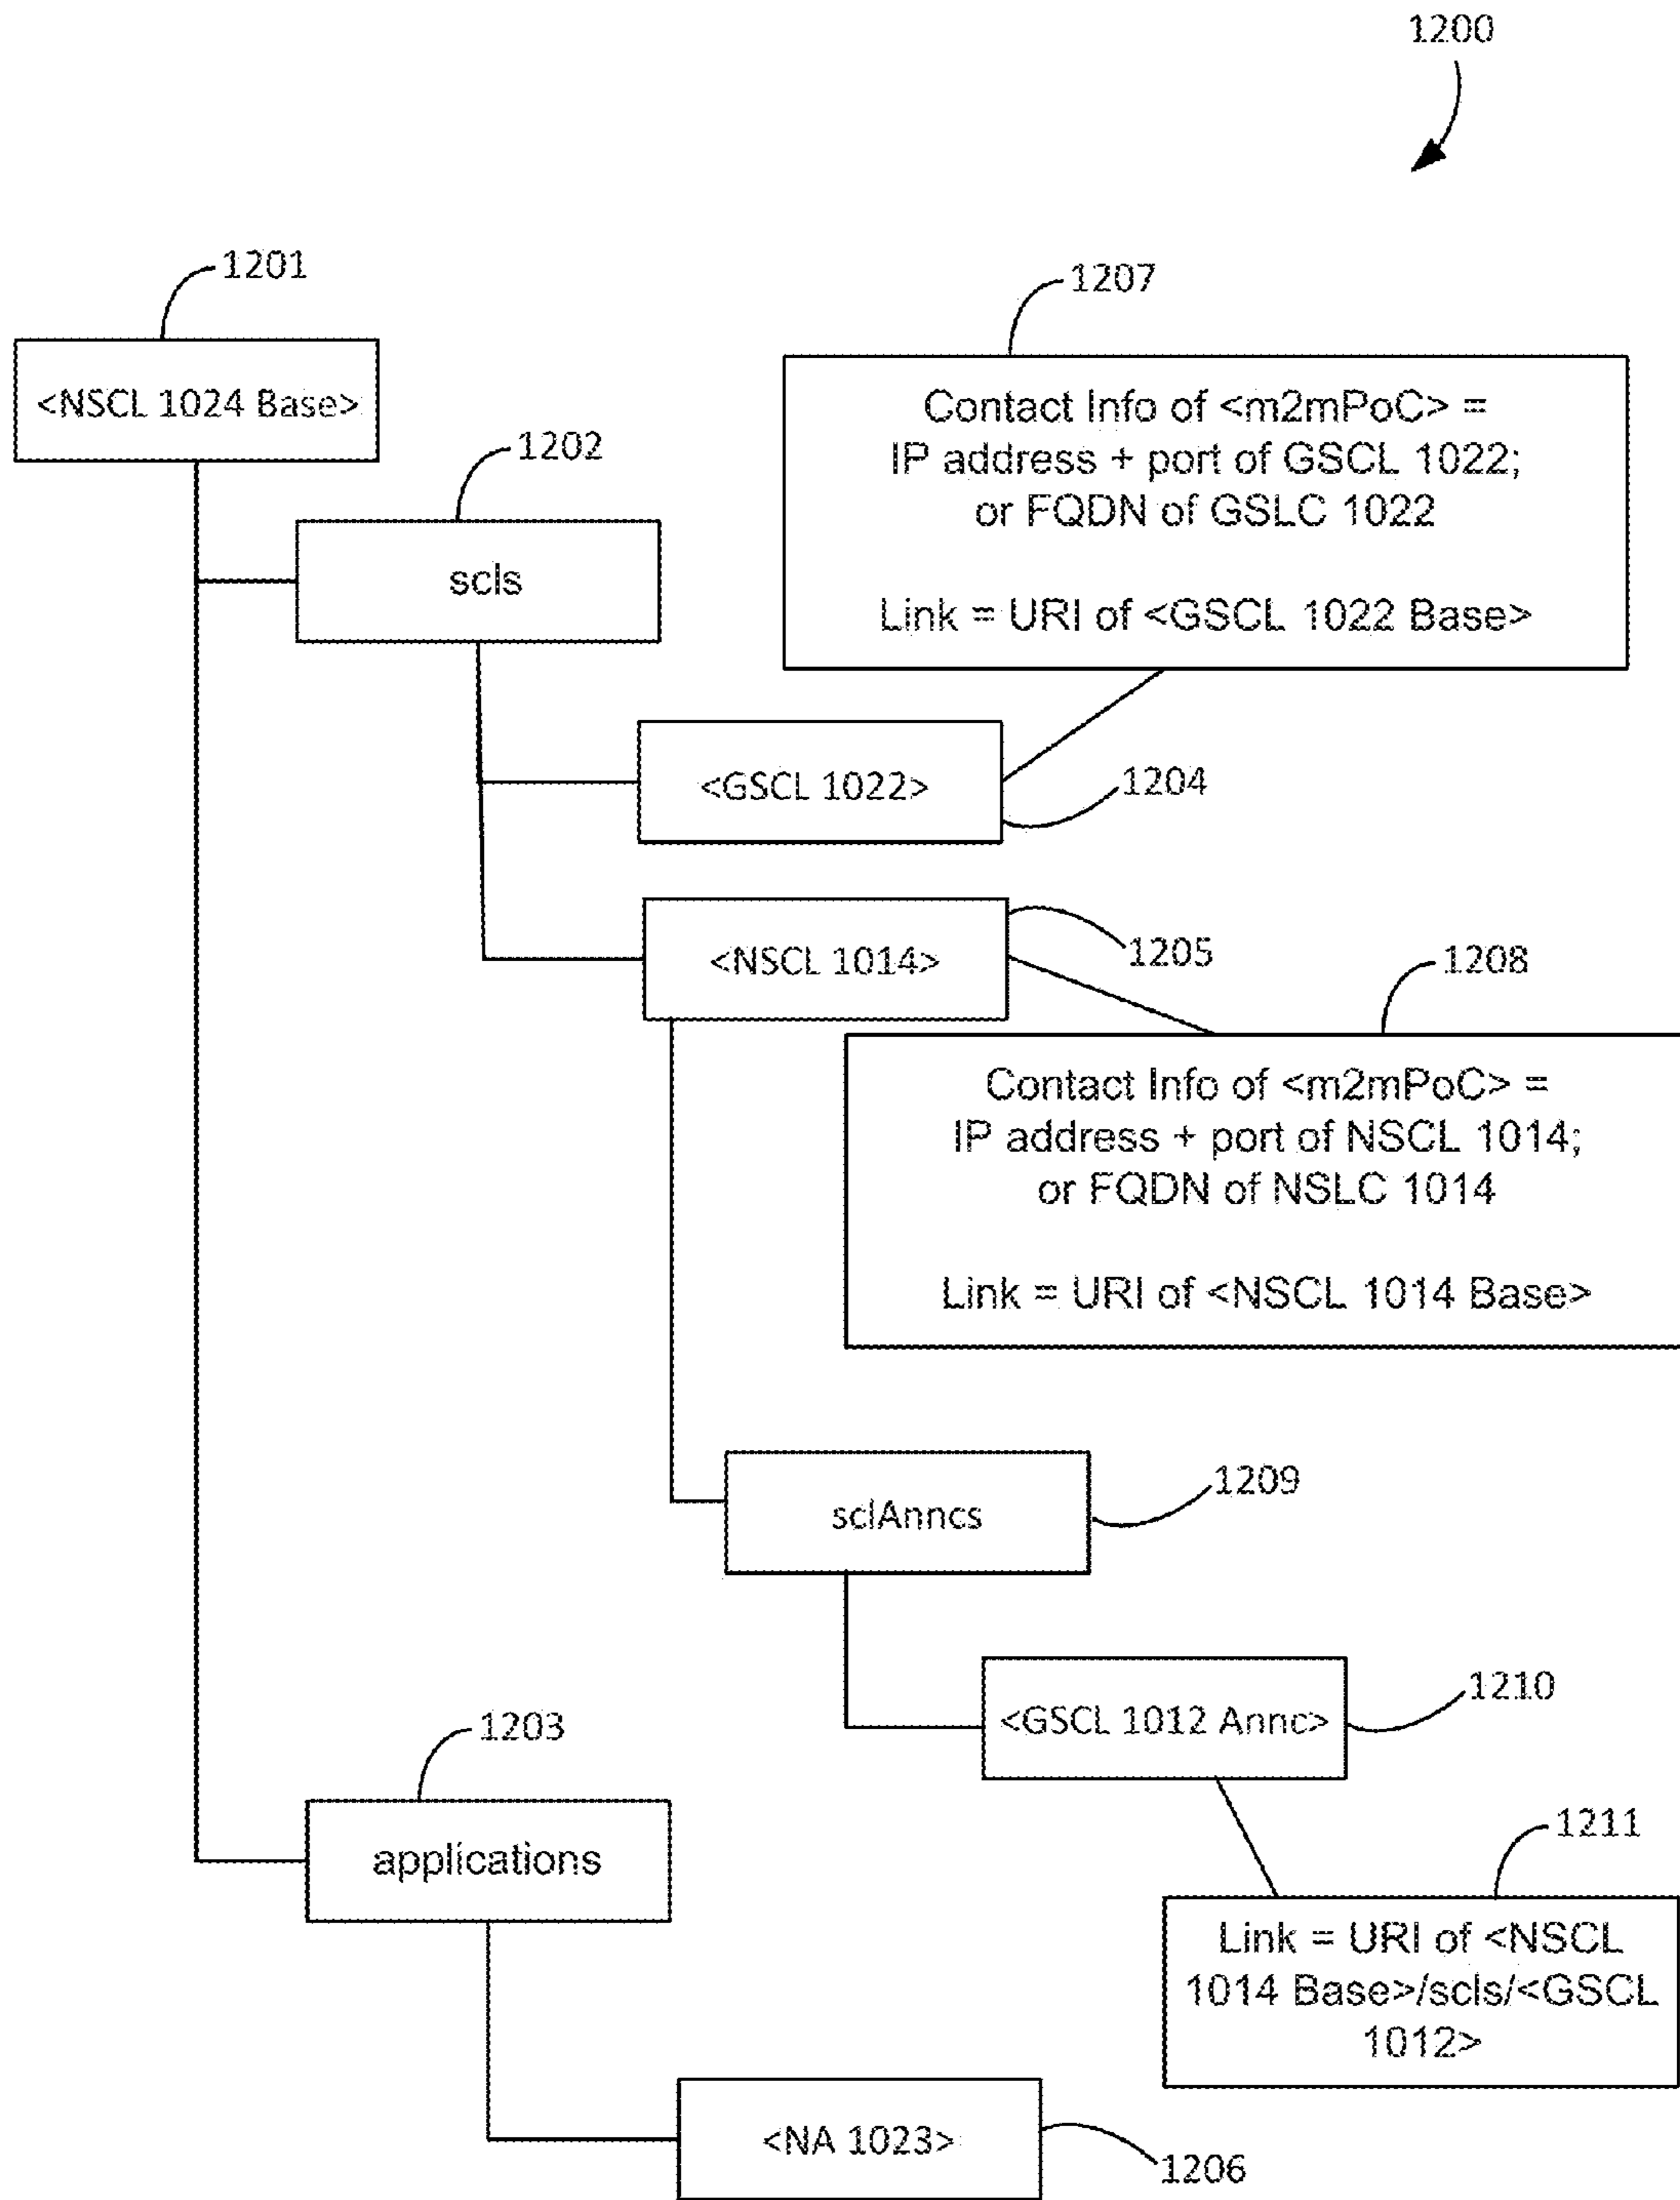 1200
1201
<NSCL 1024 Base>
1202
scls
1207
Contact Info of <m2mPoC> =
IP address + port of GSCL 1022;
or FQDN of GSLC 1022
Link = URI of <GSCL 1022 Base>
<GSCL 1022>
1204
<NSCL 1014>
1205
1208
Contact Info of <m2mPoC> =
IP address + port of NSCL 1014;
or FQDN of NSLC 1014
Link = URI of <NSCL 1014 Base>
sclAnncs
1209
<GSCL 1012 Annc>
1210
1203
applications
1211
Link = URI of <NSCL
1014 Base>/scls/<GSCL
1012>
<NA 1023>
1206